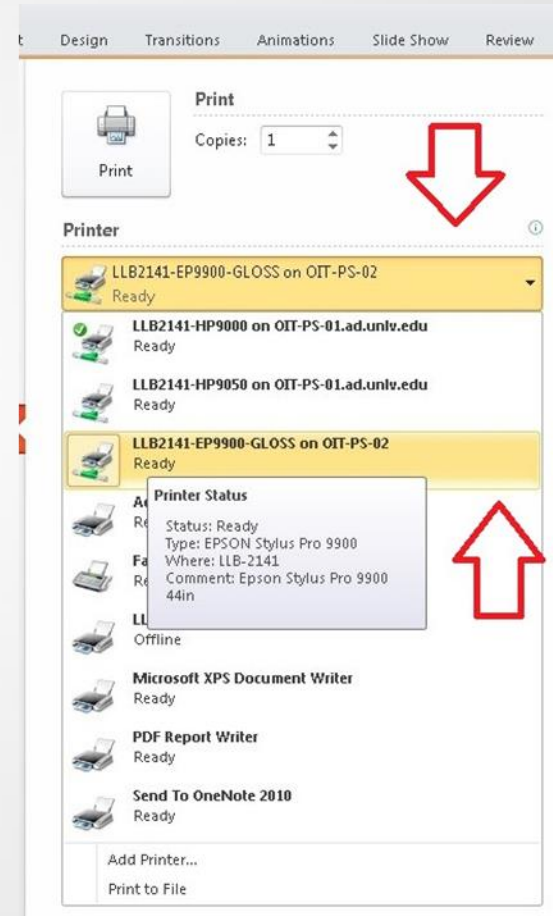 t Design Transitions Animations Slide Show Review
Print
Copies: 1
Print
Printer
LLB2141-EP9900-GLOSS on OIT-PS-02
Ready
LLB2141-HP9000 on OIT-PS-01.ad.unlv.edu
Ready
LLB2141-HP9050 on OIT-PS-01.ad.unlv.edu
Ready
LLB2141-EP9900-GLOSS on OIT-PS-02
Ready
Printer Status
Status: Ready
Type: EPSON Stylus Pro 9900
Where: LLB-2141
Comment: Epson Stylus Pro 9900
44in
Offline
Microsoft XPS Document Writer
Ready
PDF Report Writer
Ready
Send To OneNote 2010
Ready
Add Printer...
Print to File